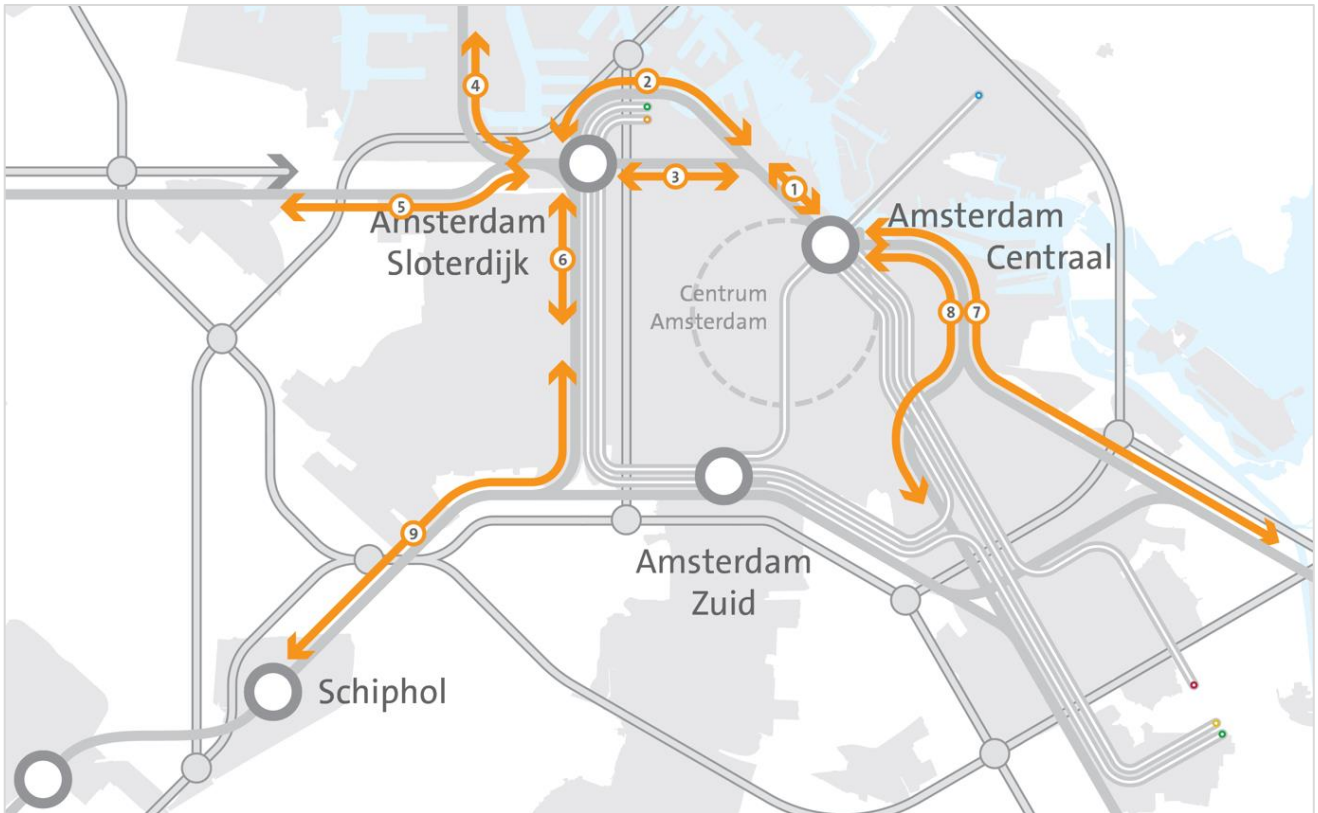 4
2
3
1
5
Amsterdam
Sloterdijk
6
Amsterdam
Centraal
Centrum
Amsterdam
8
7
9
Amsterdam
Zuid
Schiphol